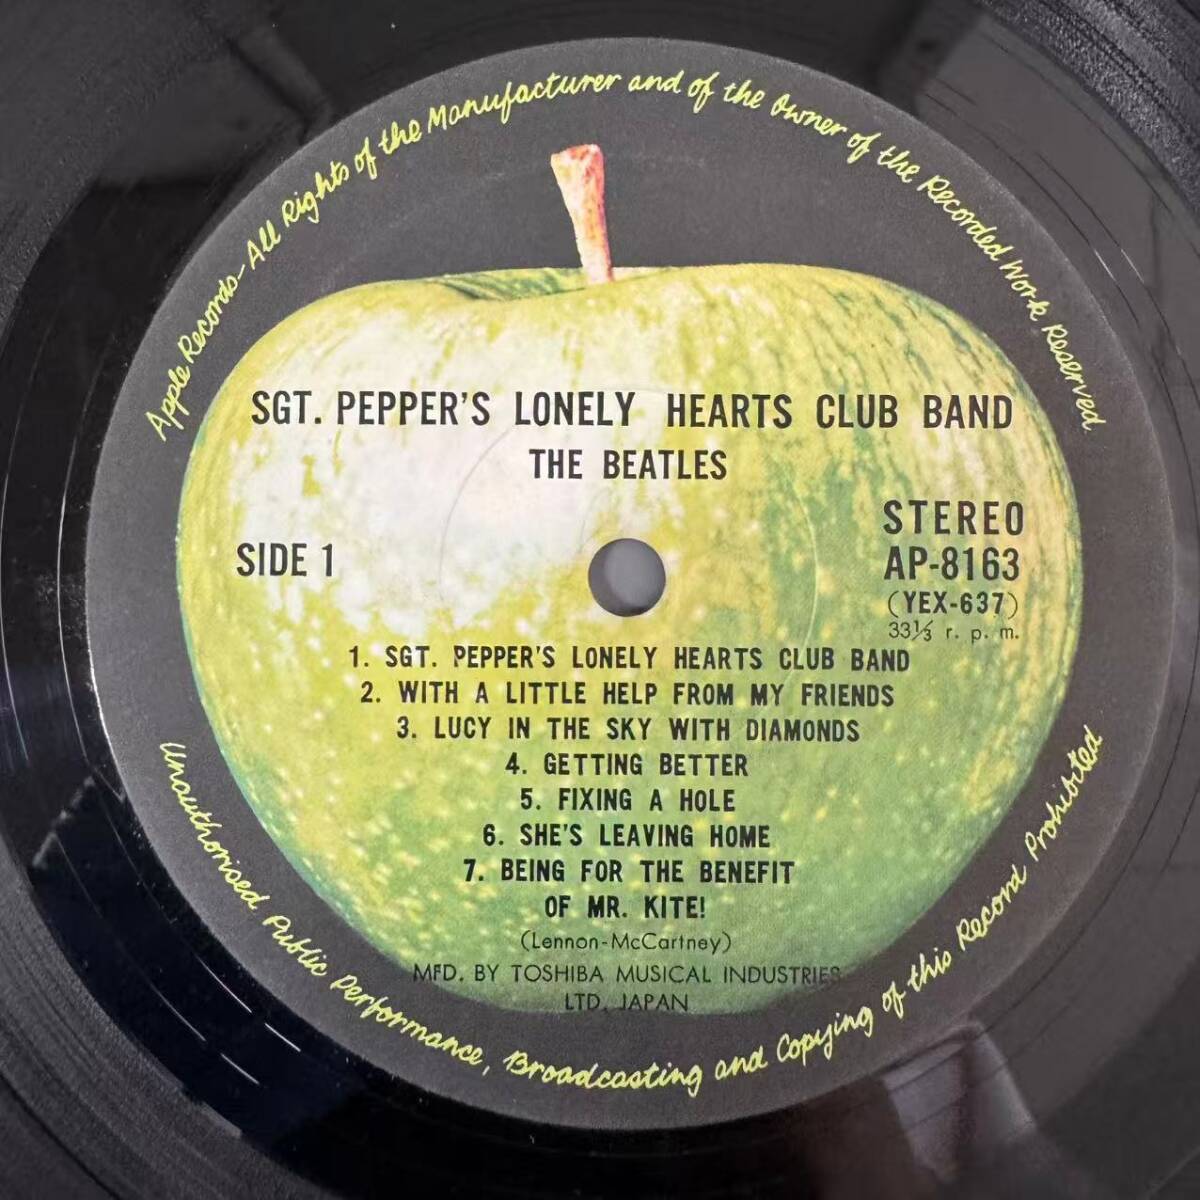 Apple Records-All Rights of the Manufacturer and of the Owner of the Recorded Work Reserved
SGT. PEPPER'S LONELY HEARTS CLUB BAND
THE BEATLES
STEREO
SIDE 1
AP-8163
(YEX-637)
33⅓ r. p. m.
1. SGT. PEPPER'S LONELY HEARTS CLUB BAND
2. WITH A LITTLE HELP FROM MY FRIENDS
3. LUCY IN THE SKY WITH DIAMONDS
4. GETTING BETTER
5. FIXING A HOLE
6. SHE'S LEAVING HOME
7. BEING FOR THE BENEFIT
OF MR. KITE!
(Lennon-McCartney)
MFD. BY TOSHIBA MUSICAL INDUSTRIES
LTD. JAPAN
Unauthorised Public Performance, Broadcasting and Copying of this Record Prohibited